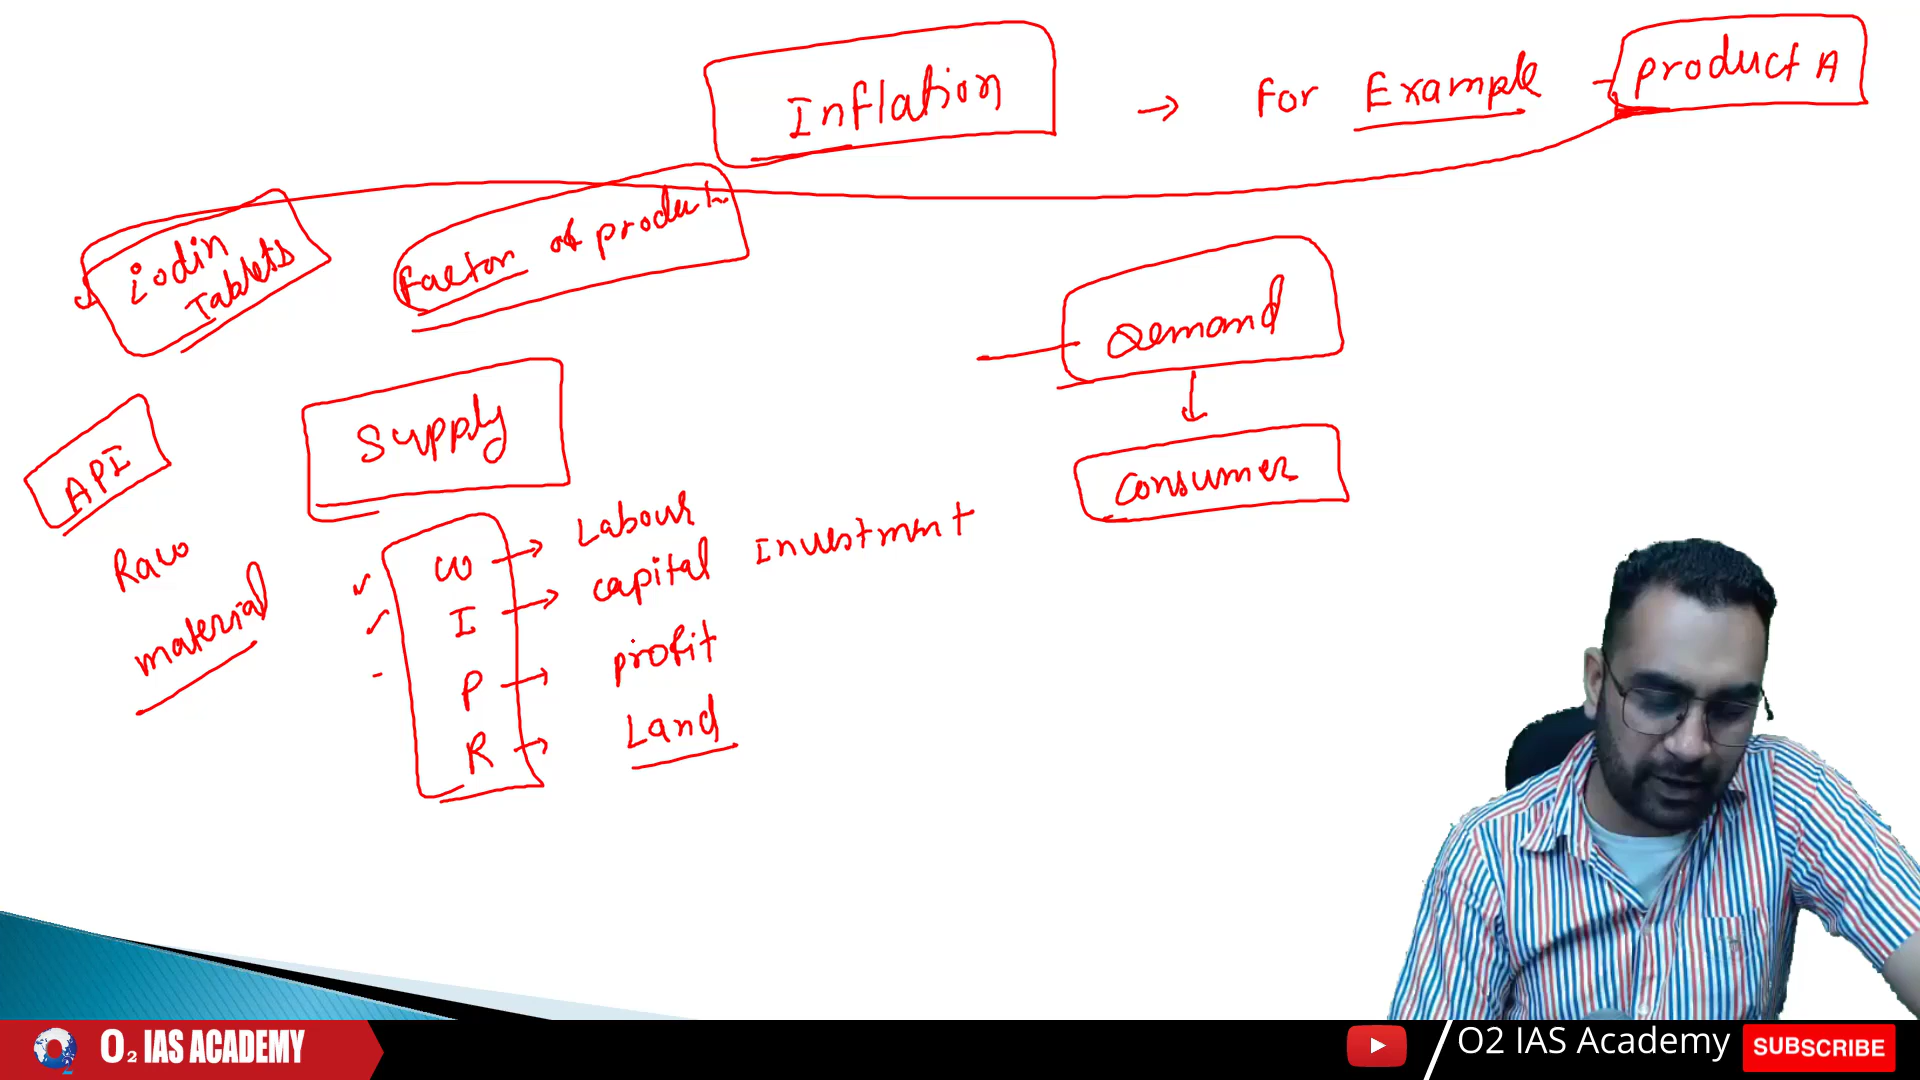 Inflation → For Example - product A
iodin
Tablets
factor of product
Demand
Supply
consumer
API
Raw
material
W → Labour
I → capital Investment
P → profit
R → Land
O2 IAS ACADEMY
O2 IAS Academy
SUBSCRIBE